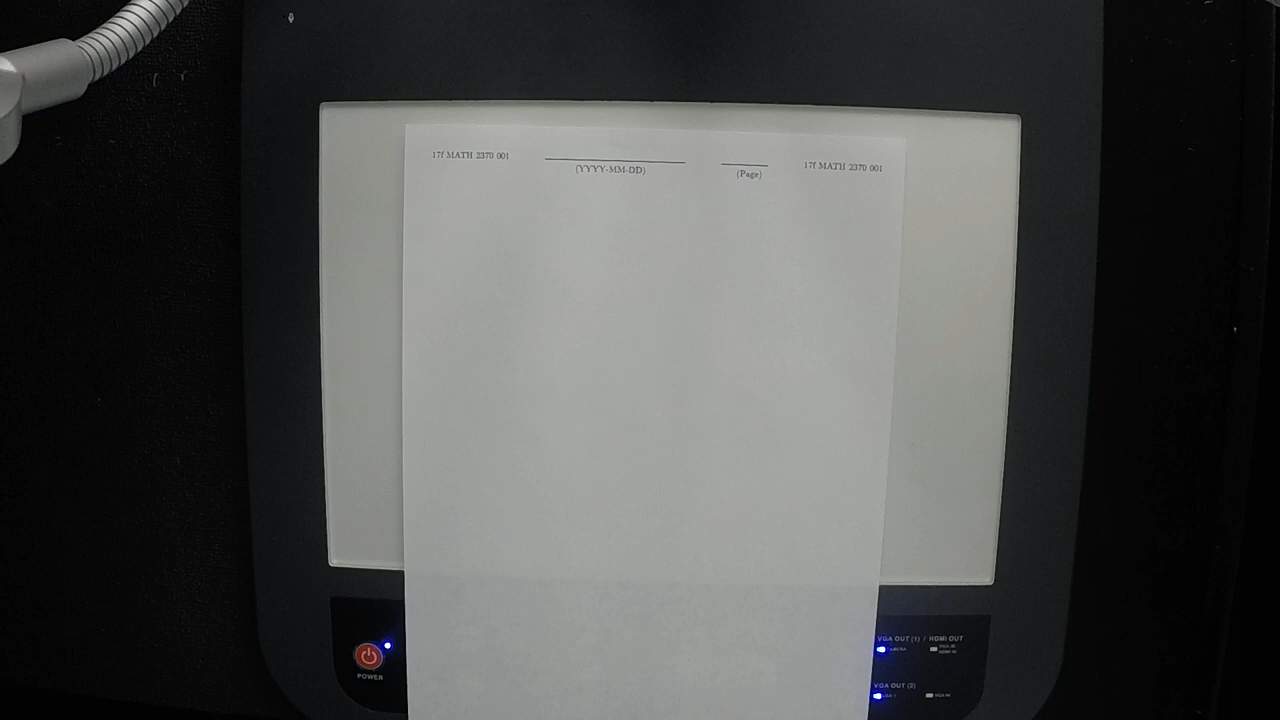 17f MATH 2370 001 (YYYY-MM-DD) (Page) 17f MATH 2370 001
POWER
VGA OUT (1) / HDMI OUT
VGA OUT (2)